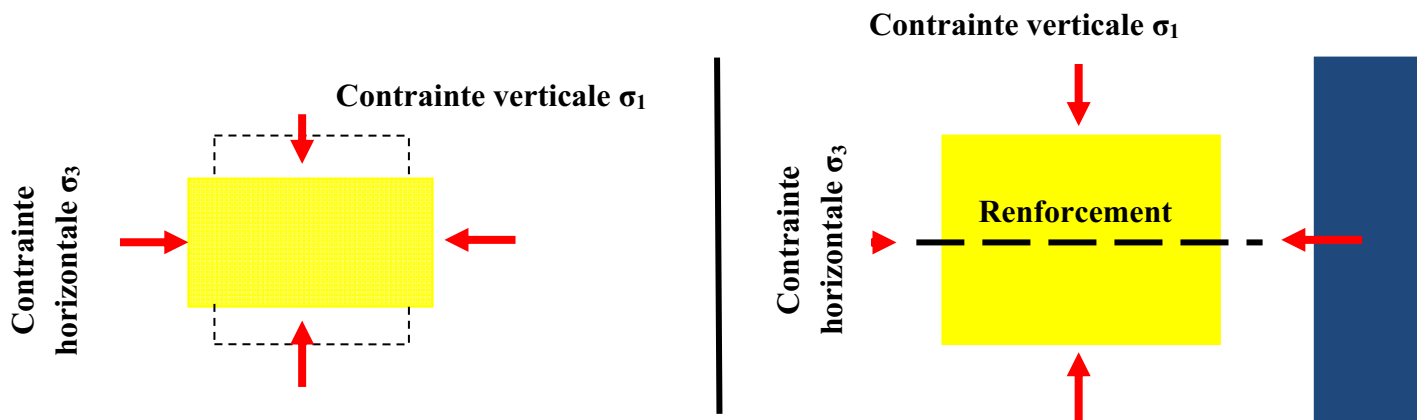 Contrainte verticale σ₁
Contrainte
horizontale σ₃
Contrainte verticale σ₁
Contrainte
horizontale σ₃
Renforcement